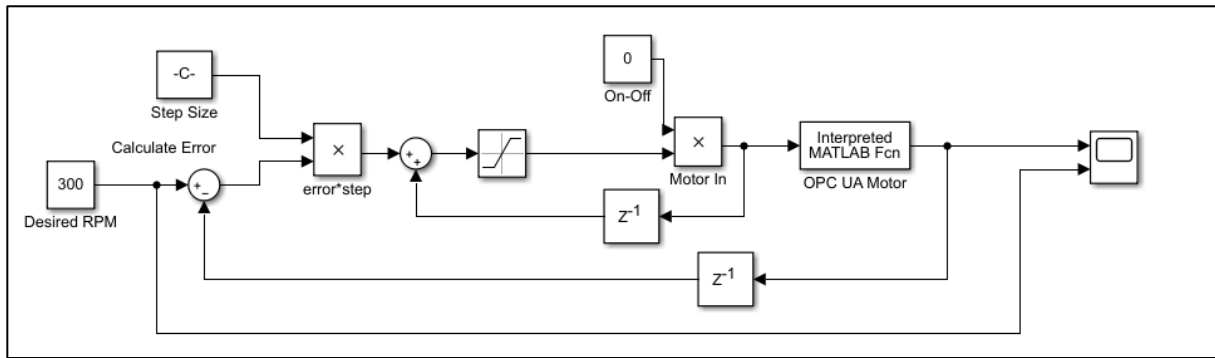 -C-
Step Size
0
On-Off
Calculate Error
×
error*step
+
+
×
Motor In
Interpreted
MATLAB Fcn
OPC UA Motor
300
Desired RPM
+
−
Z-1
Z-1